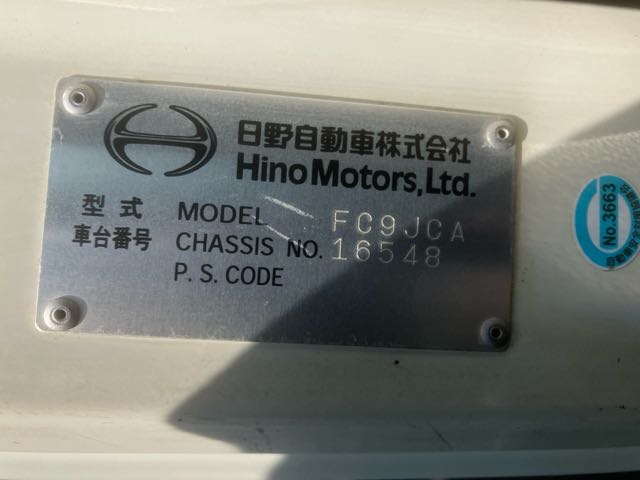 日野自動車株式会社
Hino Motors, Ltd.
型式 MODEL FC9JCA
車台番号 CHASSIS NO. 16548
P. S. CODE
No.3663